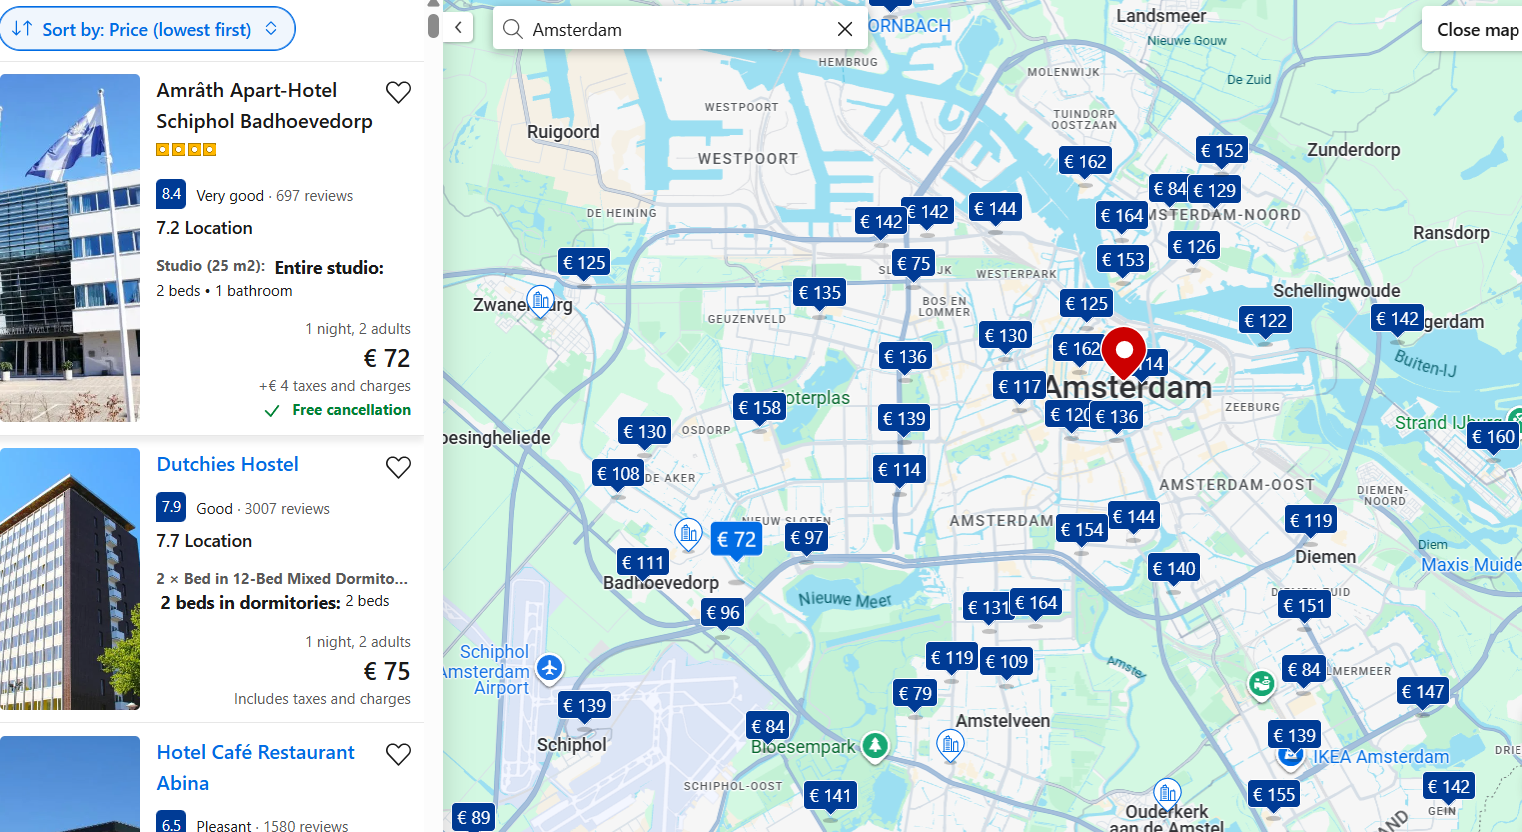 Sort by: Price (lowest first)
Amrâth Apart-Hotel
Schiphol Badhoevedorp
8.4 Very good · 697 reviews
7.2 Location
Studio (25 m2): Entire studio:
2 beds • 1 bathroom
1 night, 2 adults
€ 72
+€ 4 taxes and charges
Free cancellation
Dutchies Hostel
7.9 Good · 3007 reviews
7.7 Location
2 × Bed in 12-Bed Mixed Dormito...
2 beds in dormitories: 2 beds
1 night, 2 adults
€ 75
Includes taxes and charges
Hotel Café Restaurant
Abina
6.5 Pleasant · 1580 reviews
Amsterdam
Close map
ORNBACH
Landsmeer
Nieuwe Gouw
HEMBRUG
MOLENWIJK
De Zuid
WESTPOORT
TUINDORP
OOSTZAAN
Ruigoord
WESTPOORT
Zunderdorp
€ 162
€ 152
€ 84
€ 129
DE HEINING
€ 142
€ 142
€ 144
€ 164
MSTERDAM-NOORD
Ransdorp
€ 126
€ 125
€ 75
€ 153
WESTERPARK
Schellingwoude
€ 135
BOS EN
LOMMER
€ 125
GEUZENVELD
€ 122
€ 142
gerdam
€ 130
€ 162
14
€ 136
Buiten-IJ
€ 117
Amsterdam
€ 158
oterplas
€ 139
€ 120
€ 136
ZEEBURG
€ 130
OSDORP
Strand IJburg
€ 160
oesingheliede
€ 108
DE AKER
€ 114
AMSTERDAM-OOST
DIEMEN-
NOORD
NIEUW SLOTEN
AMSTERDAM
€ 154
€ 144
€ 119
€ 72
€ 97
Diem
Diemen
Maxis Muide
€ 111
Badhoevedorp
€ 140
Nieuwe Meer
€ 96
€ 131
€ 164
€ 151
Schiphol
Amsterdam
Airport
€ 119
€ 109
Amstel
€ 84
LMERMEER
€ 79
€ 147
€ 139
€ 84
Amstelveen
Schiphol
Bloesempark
€ 139
IKEA Amsterdam
DRIE
SCHIPHOL-OOST
€ 141
€ 155
€ 142
GEIN
€ 89
Ouderkerk
aan de Amstel
AND